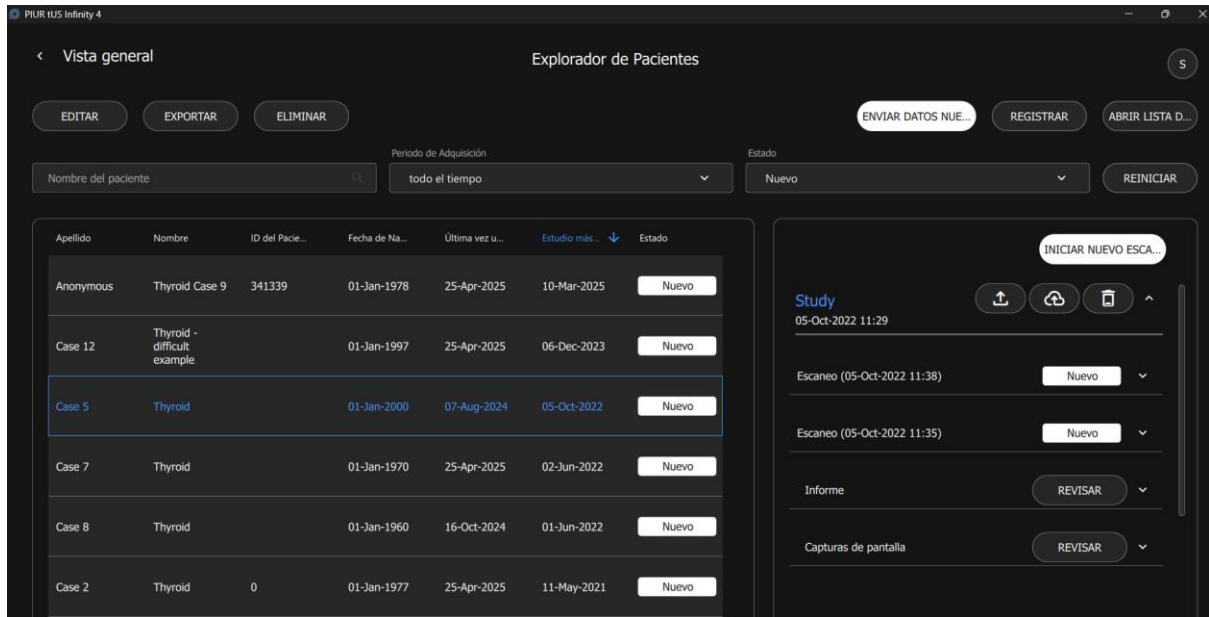 PIUR tUS Infinity 4
Vista general
Explorador de Pacientes
S
EDITAR
EXPORTAR
ELIMINAR
ENVIAR DATOS NUE...
REGISTRAR
ABRIR LISTA D...
Periodo de Adquisición
Estado
Nombre del paciente
todo el tiempo
Nuevo
REINICIAR
Apellido Nombre ID del Pacie... Fecha de Na... Última vez u... Estudio más... Estado
Anonymous Thyroid Case 9 341339 01-Jan-1978 25-Apr-2025 10-Mar-2025 Nuevo
Case 12 Thyroid - difficult example 01-Jan-1997 25-Apr-2025 06-Dec-2023 Nuevo
Case 5 Thyroid 01-Jan-2000 07-Aug-2024 05-Oct-2022 Nuevo
Case 7 Thyroid 01-Jan-1970 25-Apr-2025 02-Jun-2022 Nuevo
Case 8 Thyroid 01-Jan-1960 16-Oct-2024 01-Jun-2022 Nuevo
Case 2 Thyroid 0 01-Jan-1977 25-Apr-2025 11-May-2021 Nuevo
INICIAR NUEVO ESCA...
Study
05-Oct-2022 11:29
Escaneo (05-Oct-2022 11:38) Nuevo
Escaneo (05-Oct-2022 11:35) Nuevo
Informe REVISAR
Capturas de pantalla REVISAR